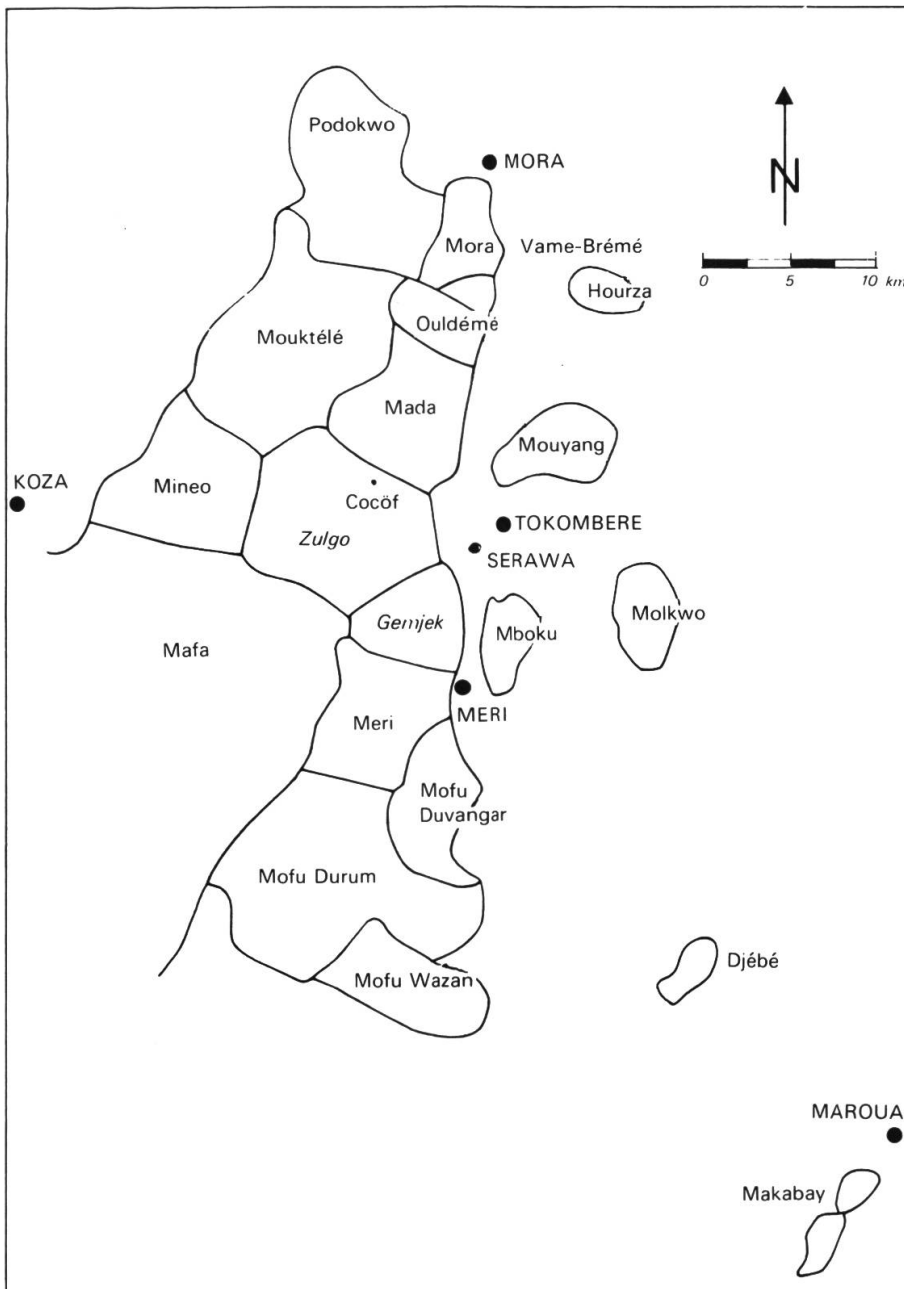 Podokwo
MORA
N
Mora
Vame-Brémé
Hourza
0 5 10 km
Ouldémé
Mouktélé
Mada
Mouyang
KOZA
Mineo
Cocöf
TOKOMBERE
Zulgo
SERAWA
Gemjek
Mboku
Molkwo
Mafa
MERI
Meri
Mofu
Duvangar
Mofu Durum
Djébé
Mofu Wazan
MAROUA
Makabay